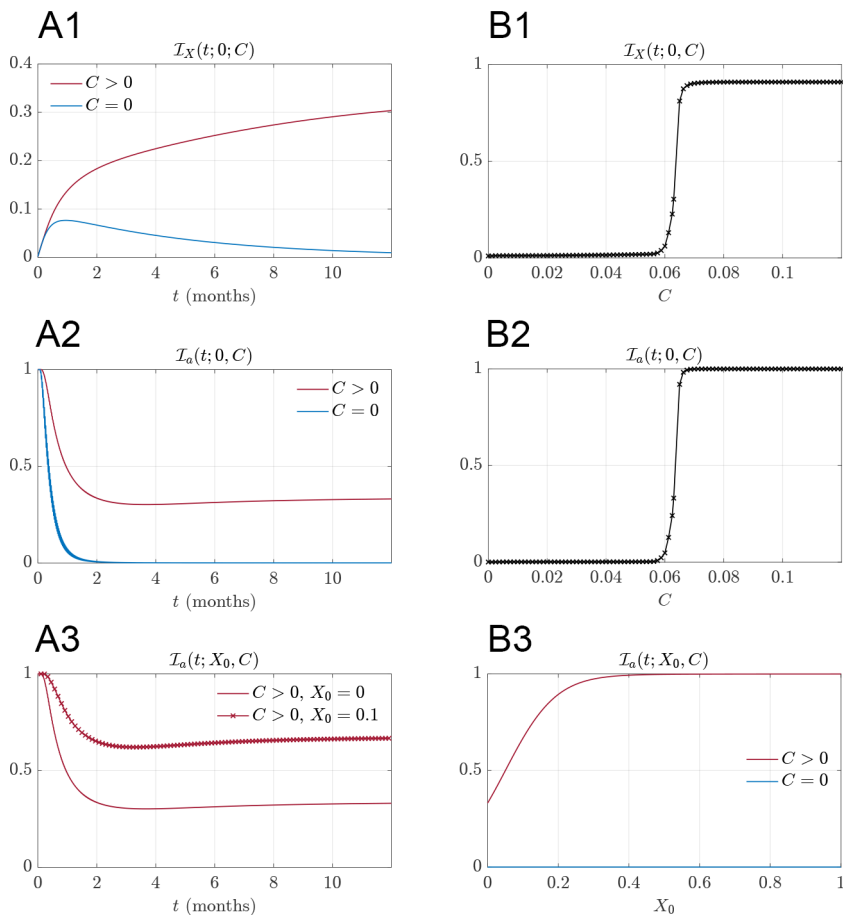 A1
𝓘_X(t; 0; C)
0.4
0.3
0.2
0.1
0
C > 0
C = 0
0 2 4 6 8 10
t (months)
B1
𝓘_X(t; 0, C)
1
0.5
0
0 0.02 0.04 0.06 0.08 0.1
C
A2
𝓘_a(t; 0, C)
1
0.5
0
C > 0
C = 0
0 2 4 6 8 10
t (months)
B2
𝓘_a(t; 0, C)
1
0.5
0
0 0.02 0.04 0.06 0.08 0.1
C
A3
𝓘_a(t; X_0, C)
1
0.5
0
C > 0, X_0 = 0
C > 0, X_0 = 0.1
0 2 4 6 8 10
t (months)
B3
𝓘_a(t; X_0, C)
1
0.5
0
C > 0
C = 0
0 0.2 0.4 0.6 0.8 1
X_0